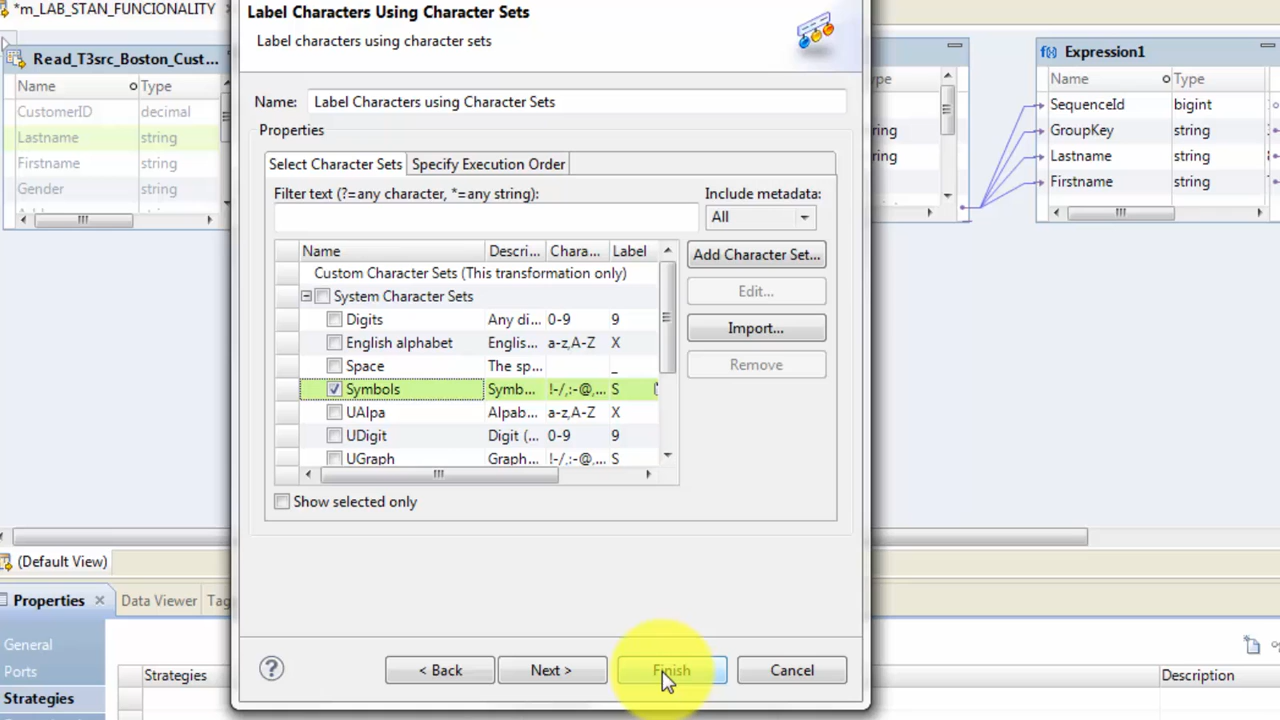 *m_LAB_STAN_FUNCIONALITY
Label Characters Using Character Sets
Label characters using character sets
Read_T3src_Boston_Cust...
Name Type
CustomerID decimal
Lastname string
Firstname string
Gender string
Expression1
Name Type
SequenceId bigint
GroupKey string
Lastname string
Firstname string
Name: Label Characters using Character Sets
Properties
Select Character Sets Specify Execution Order
Filter text (?=any character, *=any string): Include metadata:
All
Name Descri... Chara... Label
Custom Character Sets (This transformation only)
System Character Sets
Digits Any di... 0-9 9
English alphabet Englis... a-z,A-Z X
Space The sp... _
Symbols Symb... !-/,:-@,... S
UAlpa Alpab... a-z,A-Z X
UDigit Digit (... 0-9 9
UGraph Graph... !-/,:-@,... S
Add Character Set...
Edit...
Import...
Remove
Show selected only
(Default View)
Properties Data Viewer Tag
General
Ports
Strategies
Strategies Description
< Back Next > Finish Cancel